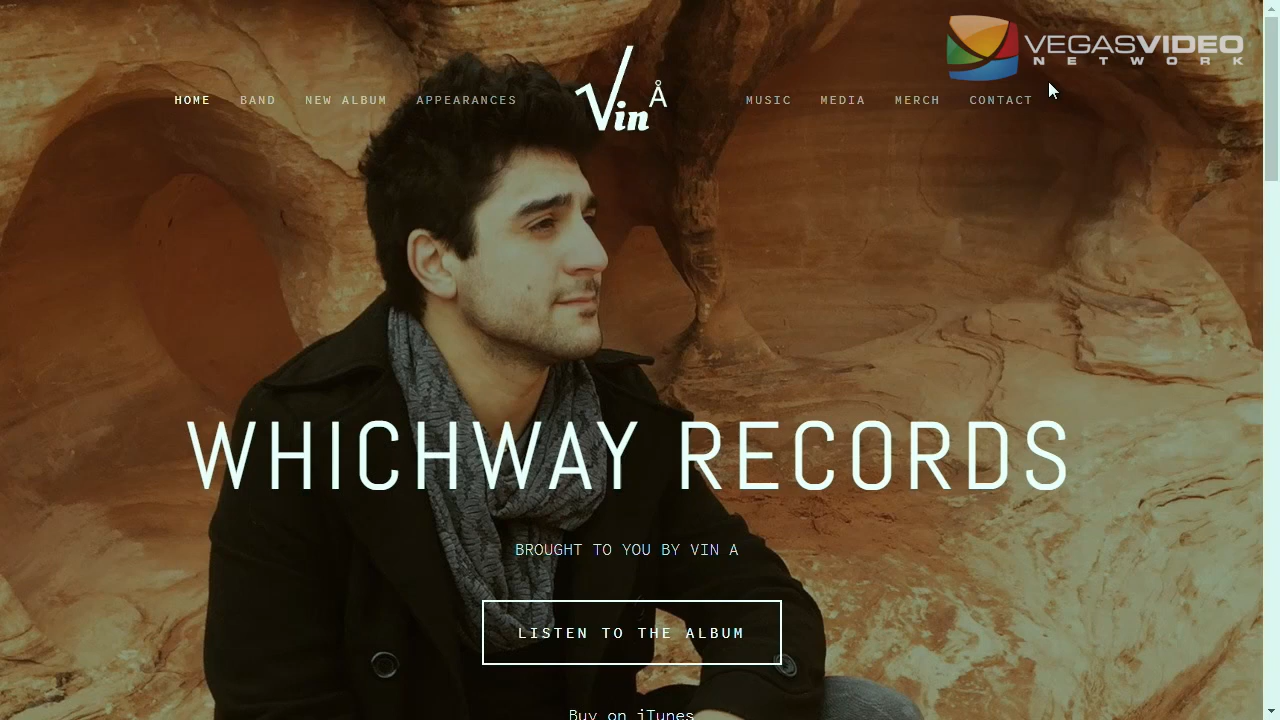 VEGASVIDEO
NETWORK
HOME BAND NEW ALBUM APPEARANCES
Vin Å
MUSIC MEDIA MERCH CONTACT
WHICHWAY RECORDS
BROUGHT TO YOU BY VIN A
LISTEN TO THE ALBUM
Buy on iTunes